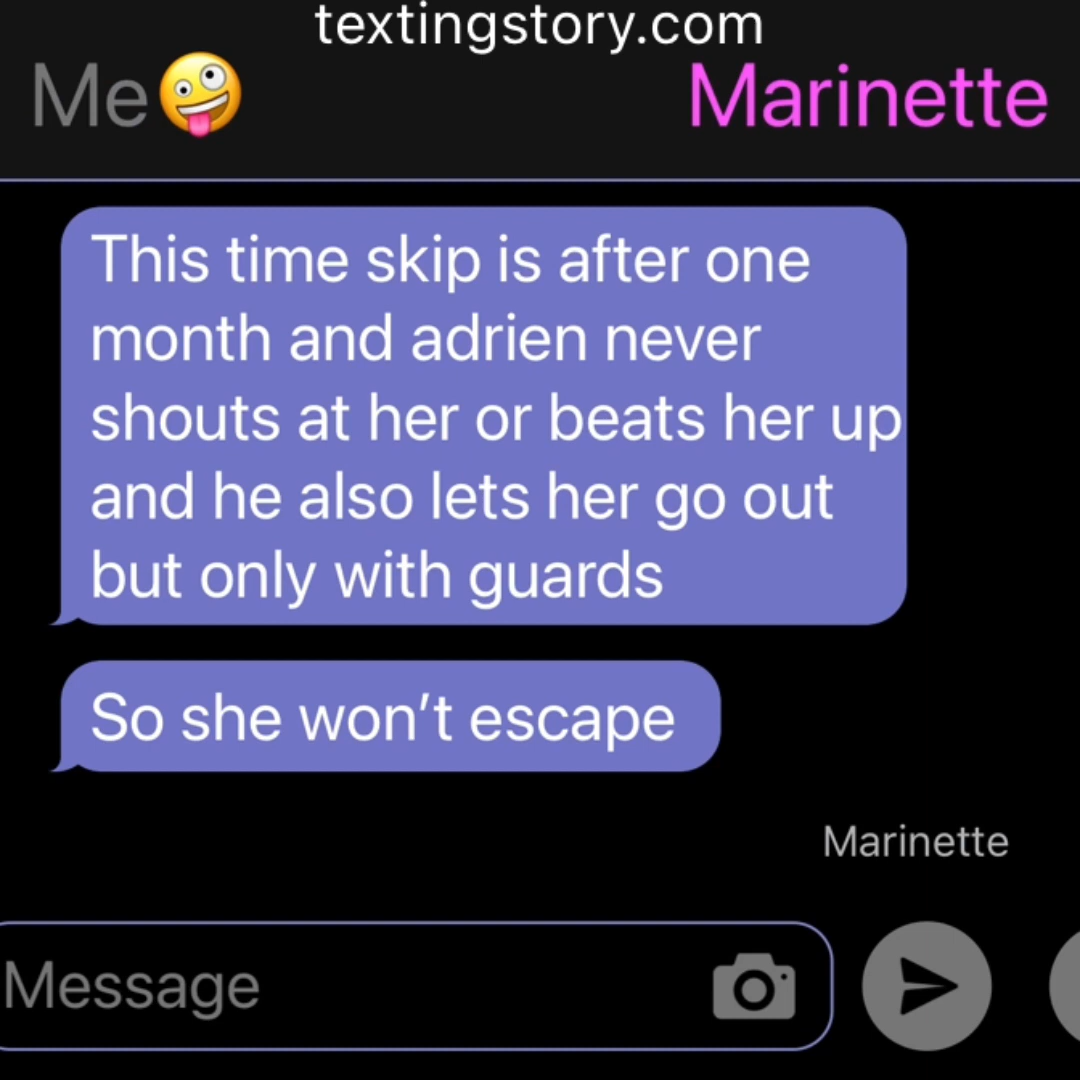 textingstory.com
Me🤪 Marinette
This time skip is after one
month and adrien never
shouts at her or beats her up
and he also lets her go out
but only with guards
So she won’t escape
Marinette
Message